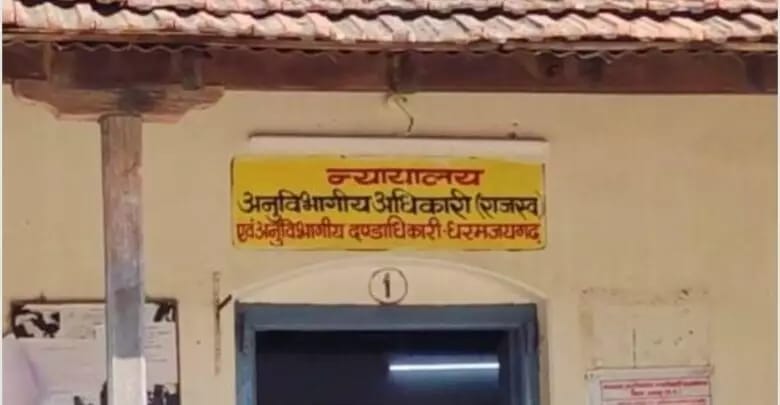 न्यायालय
अनुविभागीय अधिकारी (राजस्व)
एवं अनुविभागीय दण्डाधिकारी-धरमजयगढ
1